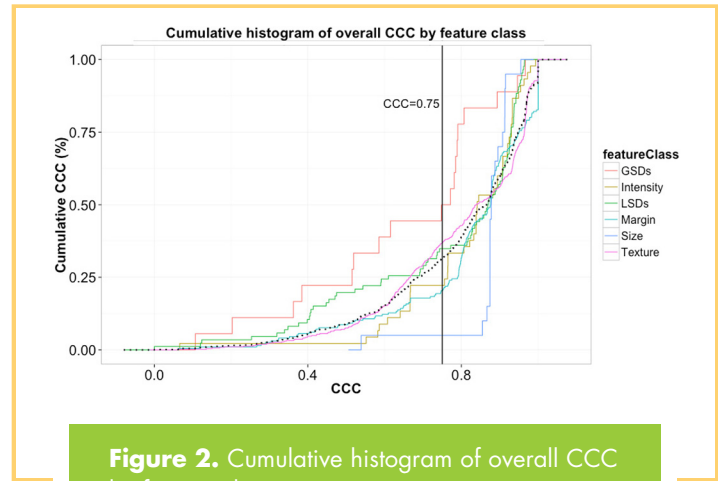 Cumulative histogram of overall CCC by feature class
1.00
CCC=0.75
0.75
0.50
0.25
0.00
Cumulative CCC (%)
0.0 0.4 0.8
CCC
featureClass
GSDs
Intensity
LSDs
Margin
Size
Texture
Figure 2. Cumulative histogram of overall CCC